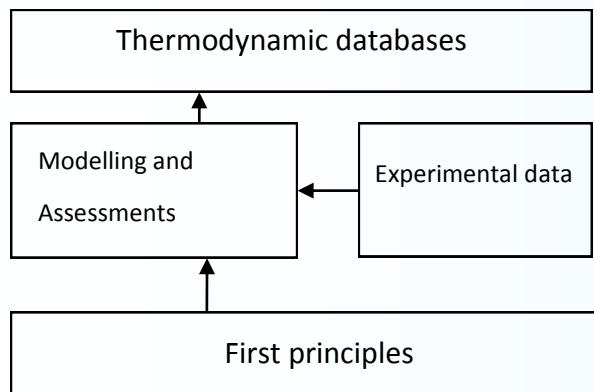 Thermodynamic databases
Modelling and
Assessments
Experimental data
First principles